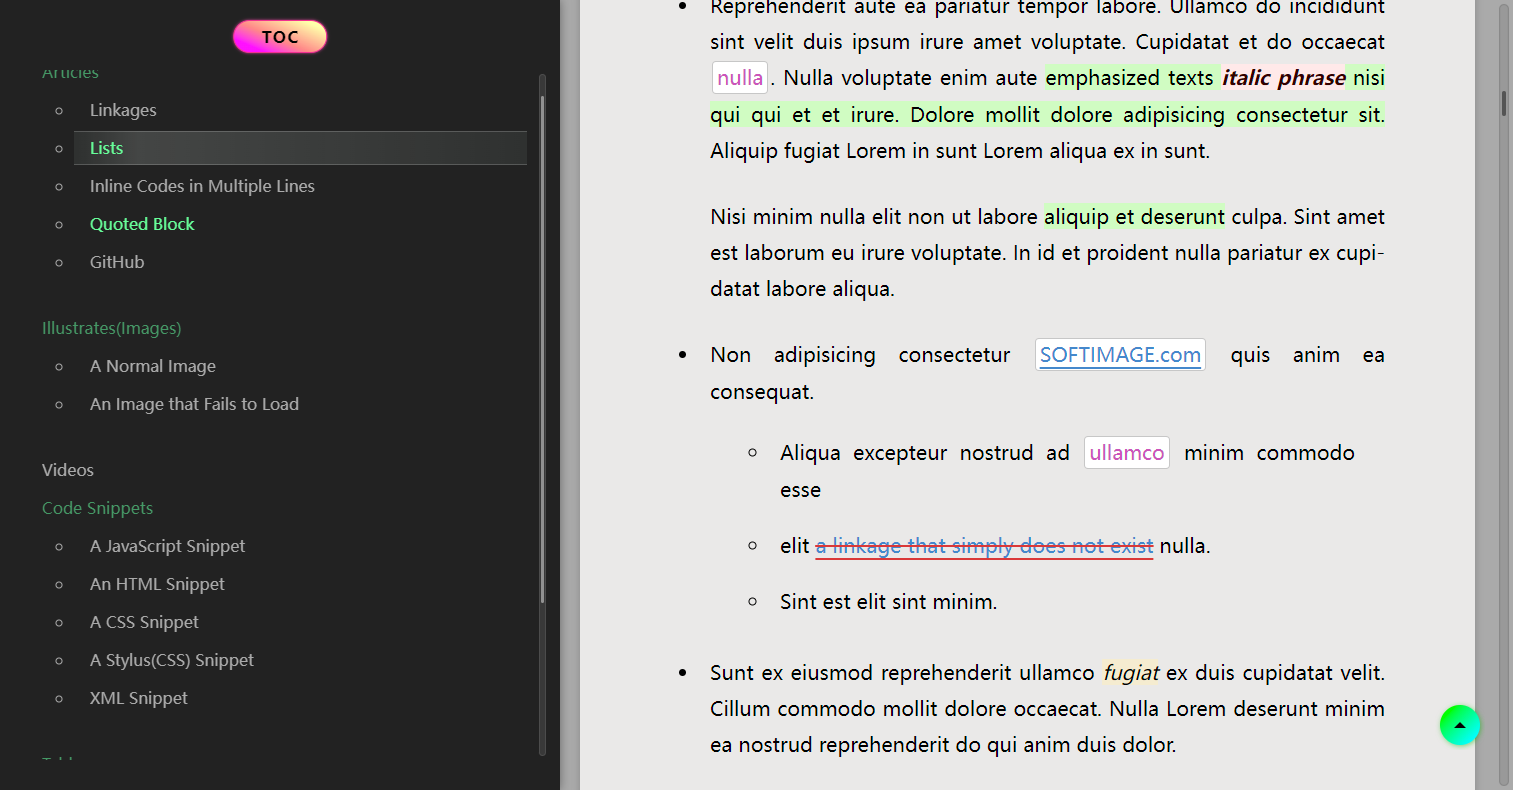 TOC
Articles
Linkages
Lists
Inline Codes in Multiple Lines
Quoted Block
GitHub
Illustrates(Images)
A Normal Image
An Image that Fails to Load
Videos
Code Snippets
A JavaScript Snippet
An HTML Snippet
A CSS Snippet
A Stylus(CSS) Snippet
XML Snippet
Reprehenderit aute ea pariatur tempor labore. Ullamco do incididunt
sint velit duis ipsum irure amet voluptate. Cupidatat et do occaecat
nulla. Nulla voluptate enim aute emphasized texts italic phrase nisi
qui qui et et irure. Dolore mollit dolore adipisicing consectetur sit.
Aliquip fugiat Lorem in sunt Lorem aliqua ex in sunt.
Nisi minim nulla elit non ut labore aliquip et deserunt culpa. Sint amet
est laborum eu irure voluptate. In id et proident nulla pariatur ex cupi-
datat labore aliqua.
Non adipisicing consectetur SOFTIMAGE.com quis anim ea
consequat.
Aliqua excepteur nostrud ad ullamco minim commodo
esse
elit a linkage that simply does not exist nulla.
Sint est elit sint minim.
Sunt ex eiusmod reprehenderit ullamco fugiat ex duis cupidatat velit.
Cillum commodo mollit dolore occaecat. Nulla Lorem deserunt minim
ea nostrud reprehenderit do qui anim duis dolor.